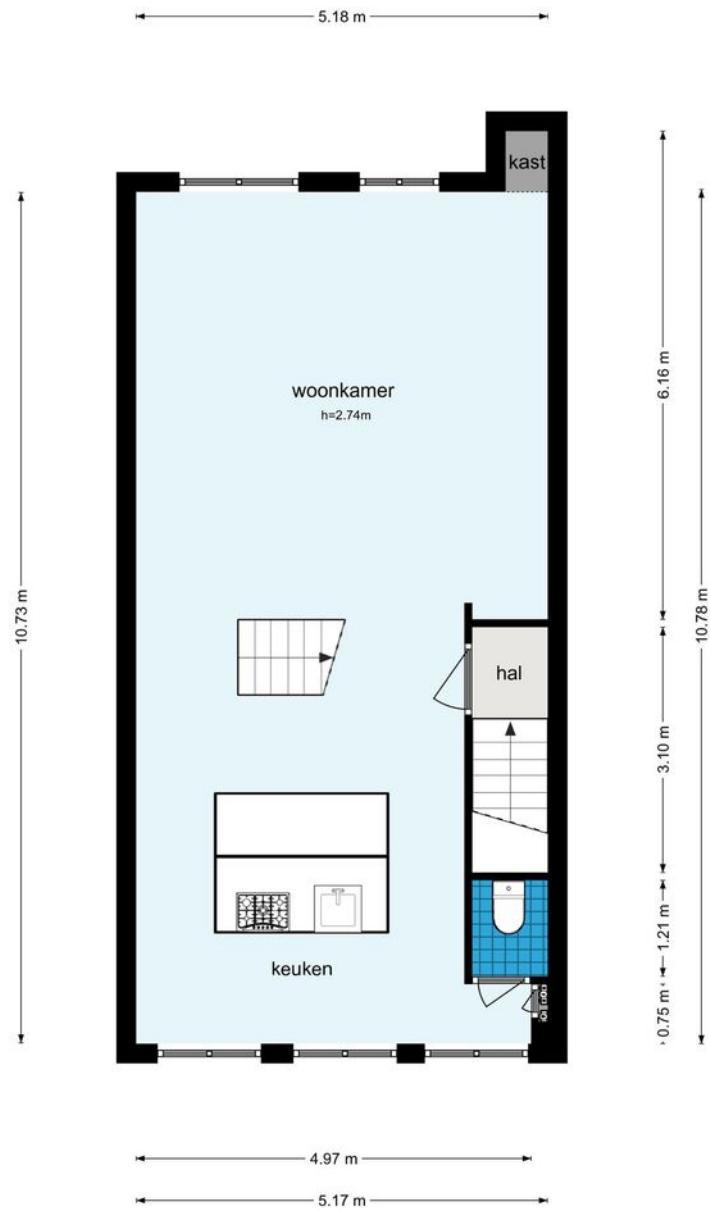 5.18 m
kast
6.16 m
woonkamer
h=2.74m
10.73 m
10.78 m
hal
3.10 m
1.21 m
keuken
0.75 m
4.97 m
5.17 m